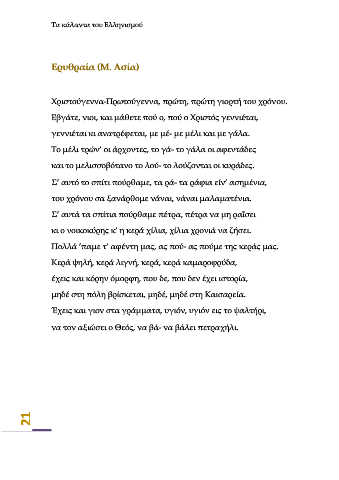 Τα κάλαντα του Ελληνισμού
Ερυθραία (Μ. Ασία)
Χριστούγεννα-Πρωτούγεννα, πρώτη, πρώτη γιορτή του χρόνου.
Εβγάτε, νιοι, και μάθετε πού ο, πού ο Χριστός γεννιέται,
γεννιέται κι ανατρέφεται, με μέ- με μέλι και με γάλα.
Το μέλι τρών' οι άρχοντες, το γά- το γάλα οι αφεντάδες
και το μελισσοβότανο το λού- το λούζονται οι κυράδες.
Σ' αυτό το σπίτι πούρθαμε, τα ρά- τα ράφια είν' ασημένια,
του χρόνου σα ξανάρθομε νάναι, νάναι μαλαματένια.
Σ' αυτά τα σπίτια πούρθαμε πέτρα, πέτρα να μη ραΐσει
κι ο νοικοκύρης κ' η κερά χίλια, χίλια χρονιά να ζήσει.
Πολλά 'παμε τ' αφέντη μας, ας πού- ας πούμε της κεράς μας.
Κερά ψηλή, κερά λιγνή, κερά, κερά καμαροφρύδα,
έχεις και κόρην όμορφη, που δε, που δεν έχει ιστορία,
μηδέ στη πόλη βρίσκεται, μηδέ, μηδέ στη Καισαρεία.
Έχεις και γιον στα γράμματα, υγιόν, υγιόν εις το ψαλτήρι,
να τον αξιώσει ο Θεός, να βά- να βάλει πετραχήλι.
21